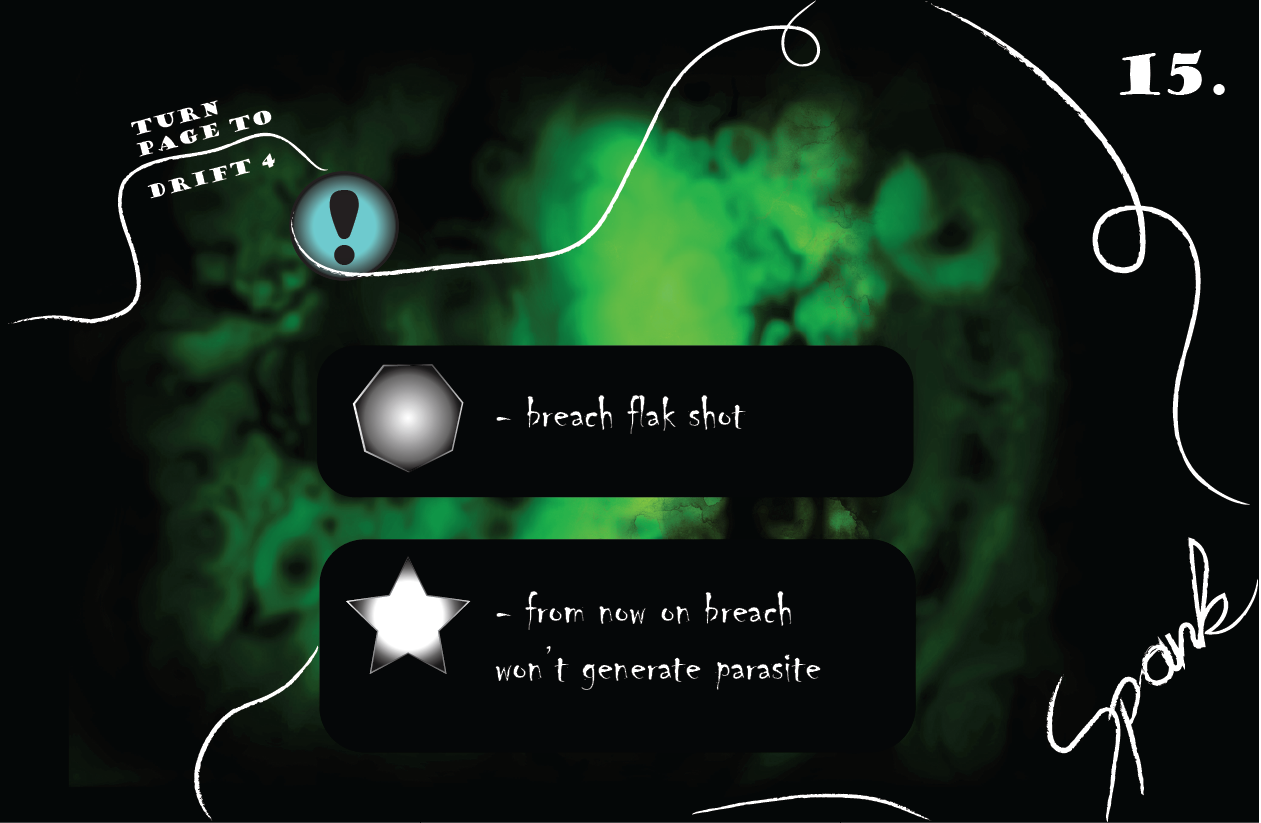 15.
TURN
PAGE TO
DRIFT 4
!
- breach flak shot
- from now on breach
won't generate parasite
Spank